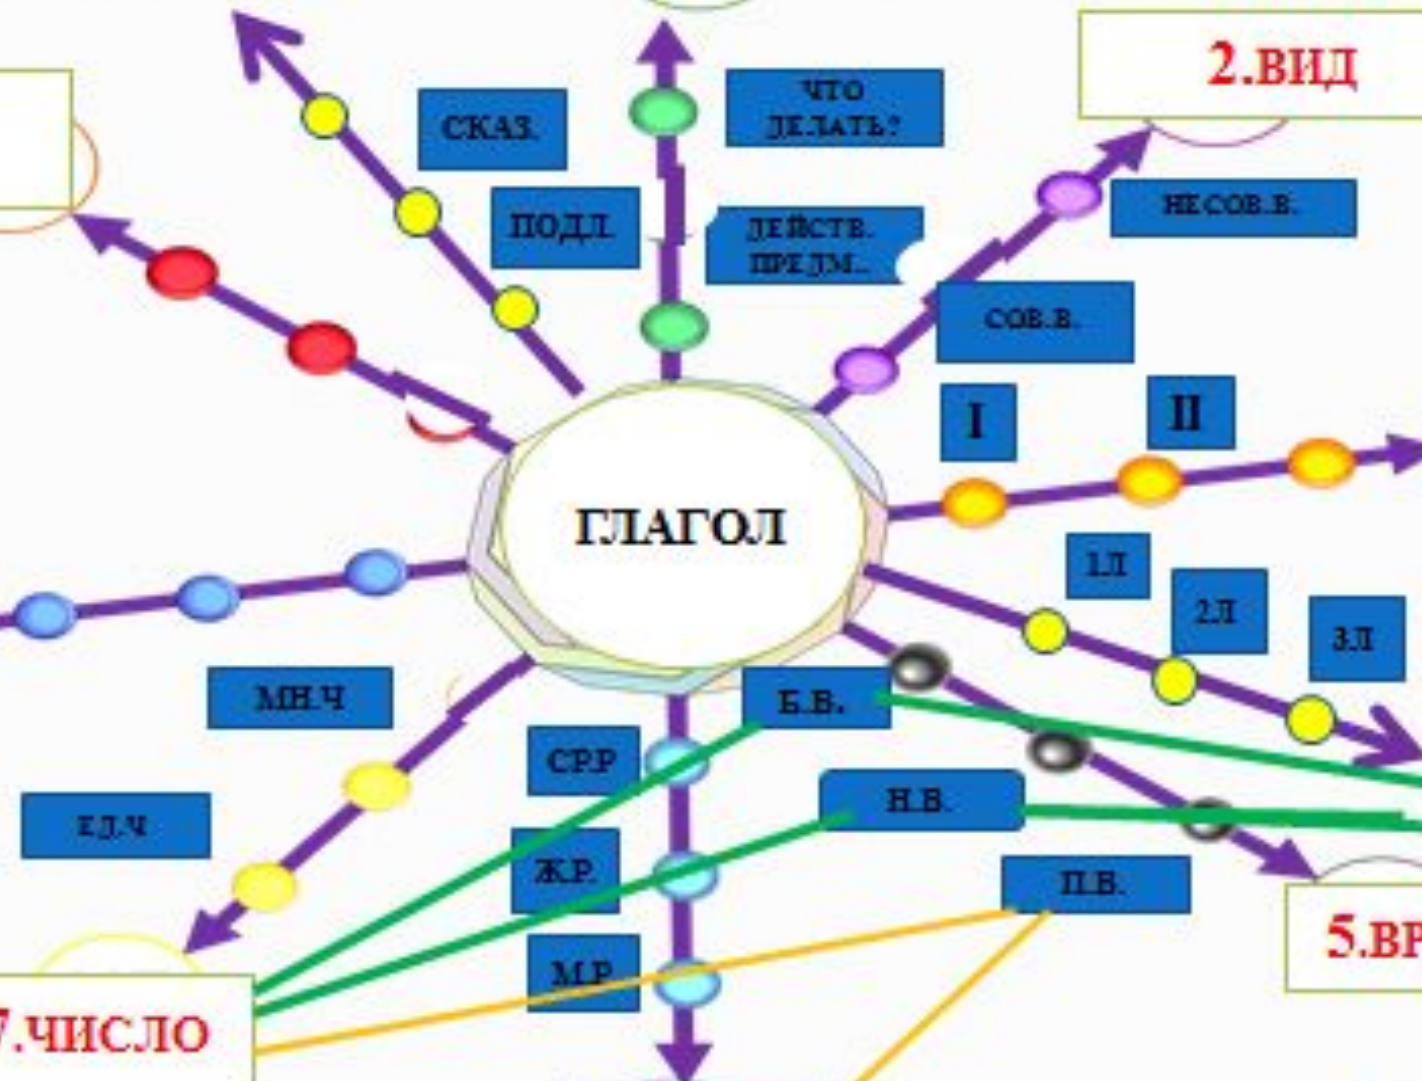 2.ВИД
ЧТО
ДЕЛАТЬ?
СКАЗ.
НЕСОВ.В.
ПОДЛ.
ДЕЙСТВ.
ПРЕДМ..
СОВ.В.
I
II
ГЛАГОЛ
1Л
2Л
3Л
МН.Ч
Б.В.
СР.Р
Н.В.
ЕД.Ч
Ж.Р.
П.В.
5.ВР
М.Р
7.ЧИСЛО